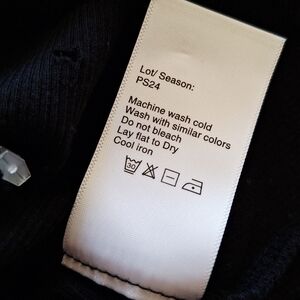 Lot/ Season:
PS24
Machine wash cold
Wash with similar colors
Do not bleach
Lay flat to Dry
Cool iron
30